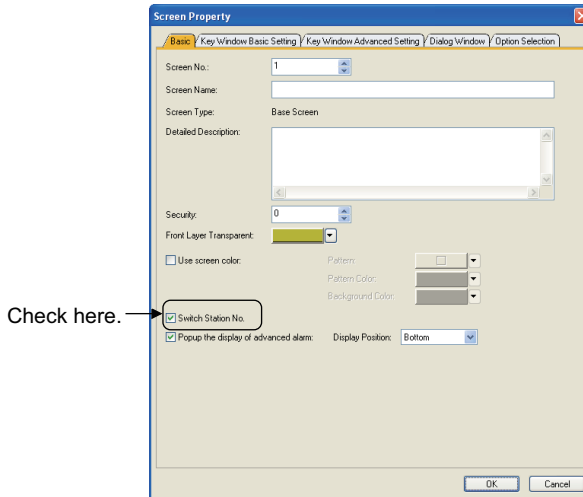 Screen Property
Basic Key Window Basic Setting Key Window Advanced Setting Dialog Window Option Selection
Screen No.: 1
Screen Name:
Screen Type: Base Screen
Detailed Description:
Security: 0
Front Layer Transparent:
Use screen color: Pattern:
Pattern Color:
Background Color:
Check here. Switch Station No.
Popup the display of advanced alarm: Display Position: Bottom
OK Cancel